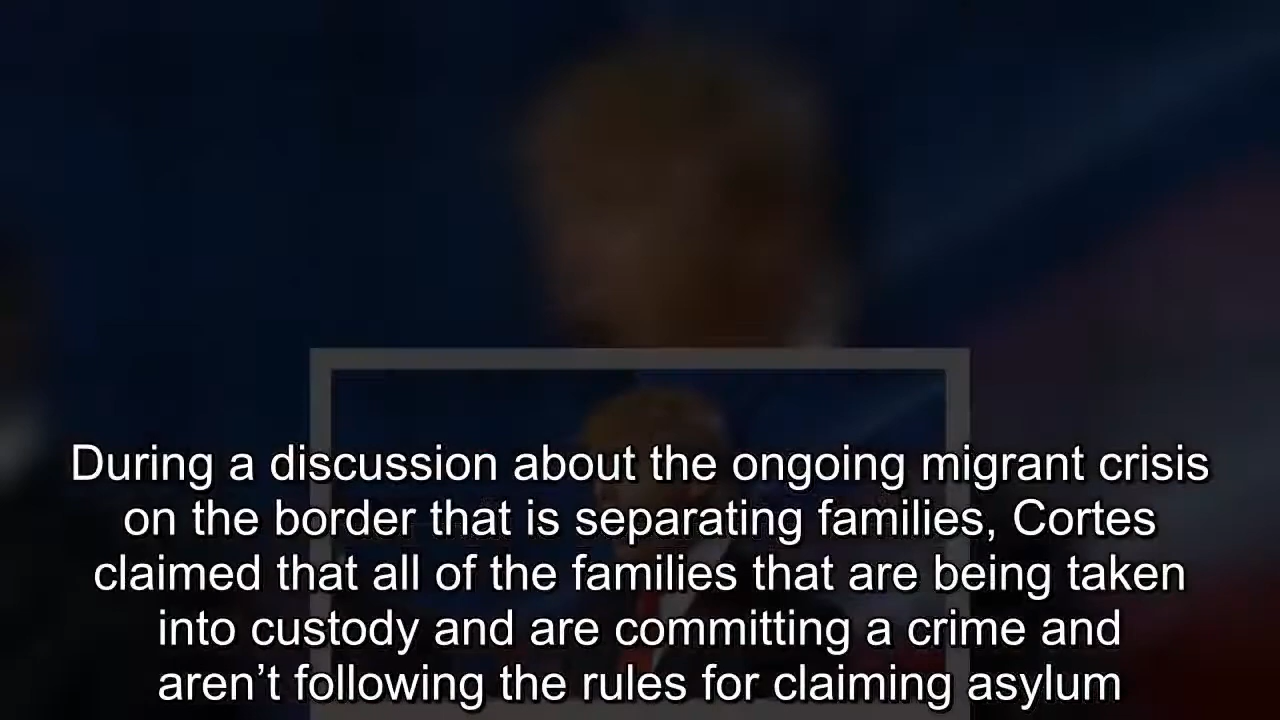 During a discussion about the ongoing migrant crisis
on the border that is separating families, Cortes
claimed that all of the families that are being taken
into custody and are committing a crime and
aren’t following the rules for claiming asylum